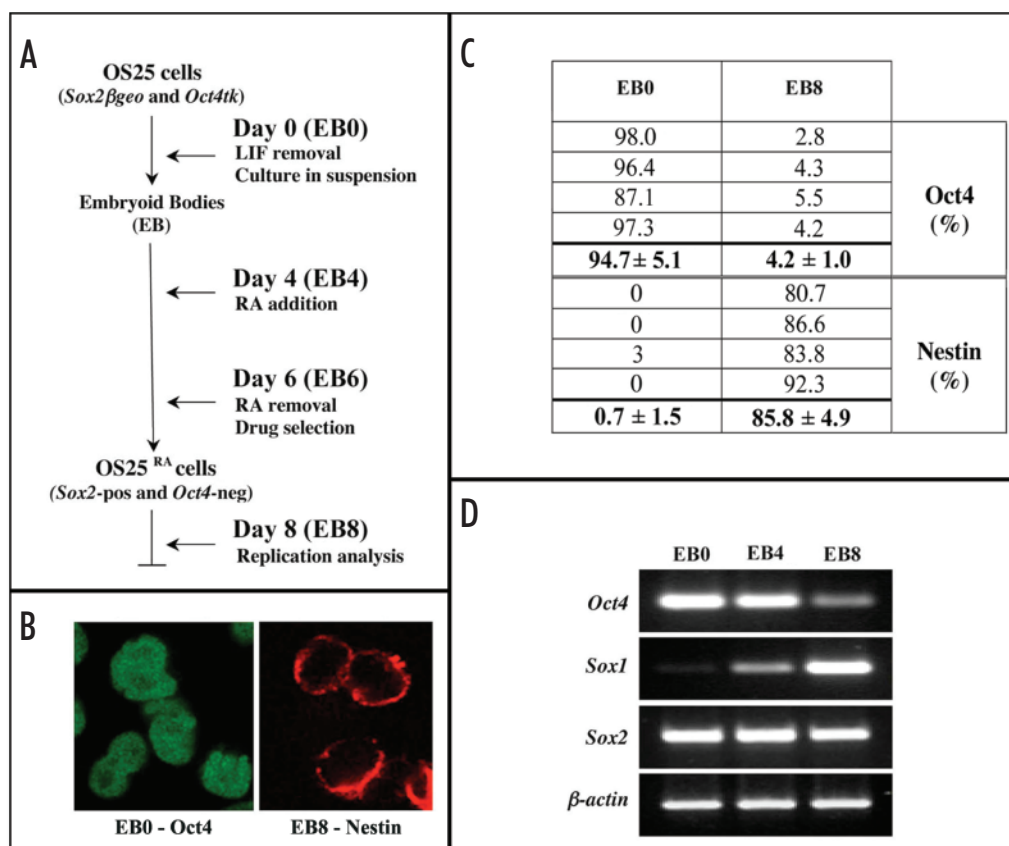 A
OS25 cells
(Sox2βgeo and Oct4tk)
Day 0 (EB0)
LIF removal
Culture in suspension
Embryoid Bodies
(EB)
Day 4 (EB4)
RA addition
Day 6 (EB6)
RA removal
Drug selection
OS25 RA cells
(Sox2-pos and Oct4-neg)
Day 8 (EB8)
Replication analysis
B
EB0 - Oct4
EB8 - Nestin
C
EB0 EB8
98.0 2.8
96.4 4.3
87.1 5.5
97.3 4.2
94.7 ± 5.1 4.2 ± 1.0
Oct4
(%)
0 80.7
0 86.6
3 83.8
0 92.3
0.7 ± 1.5 85.8 ± 4.9
Nestin
(%)
D
EB0 EB4 EB8
Oct4
Sox1
Sox2
β-actin